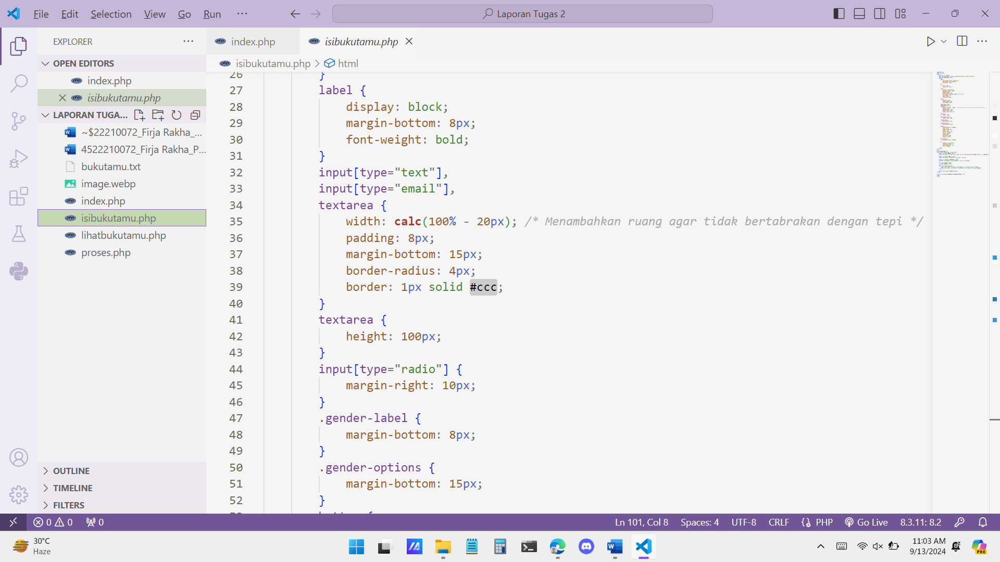 File Edit Selection View Go Run ···
Laporan Tugas 2
EXPLORER
index.php
isibukutamu.php
OPEN EDITORS
index.php
isibukutamu.php
LAPORAN TUGA...
~$22210072_Firja Rakha_...
4522210072_Firja Rakha_P...
bukutamu.txt
image.webp
index.php
isibukutamu.php
lihatbukutamu.php
proses.php
OUTLINE
TIMELINE
FILTERS
isibukutamu.php > html
26 }
27 label {
28 display: block;
29 margin-bottom: 8px;
30 font-weight: bold;
31 }
32 input[type="text"],
33 input[type="email"],
34 textarea {
35 width: calc(100% - 20px); /* Menambahkan ruang agar tidak bertabrakan dengan tepi */
36 padding: 8px;
37 margin-bottom: 15px;
38 border-radius: 4px;
39 border: 1px solid #ccc;
40 }
41 textarea {
42 height: 100px;
43 }
44 input[type="radio"] {
45 margin-right: 10px;
46 }
47 .gender-label {
48 margin-bottom: 8px;
49 }
50 .gender-options {
51 margin-bottom: 15px;
52 }
0 0 0
Ln 101, Col 8 Spaces: 4 UTF-8 CRLF PHP Go Live 8.3.11: 8.2
30°C
Haze
11:03 AM
9/13/2024
PRE